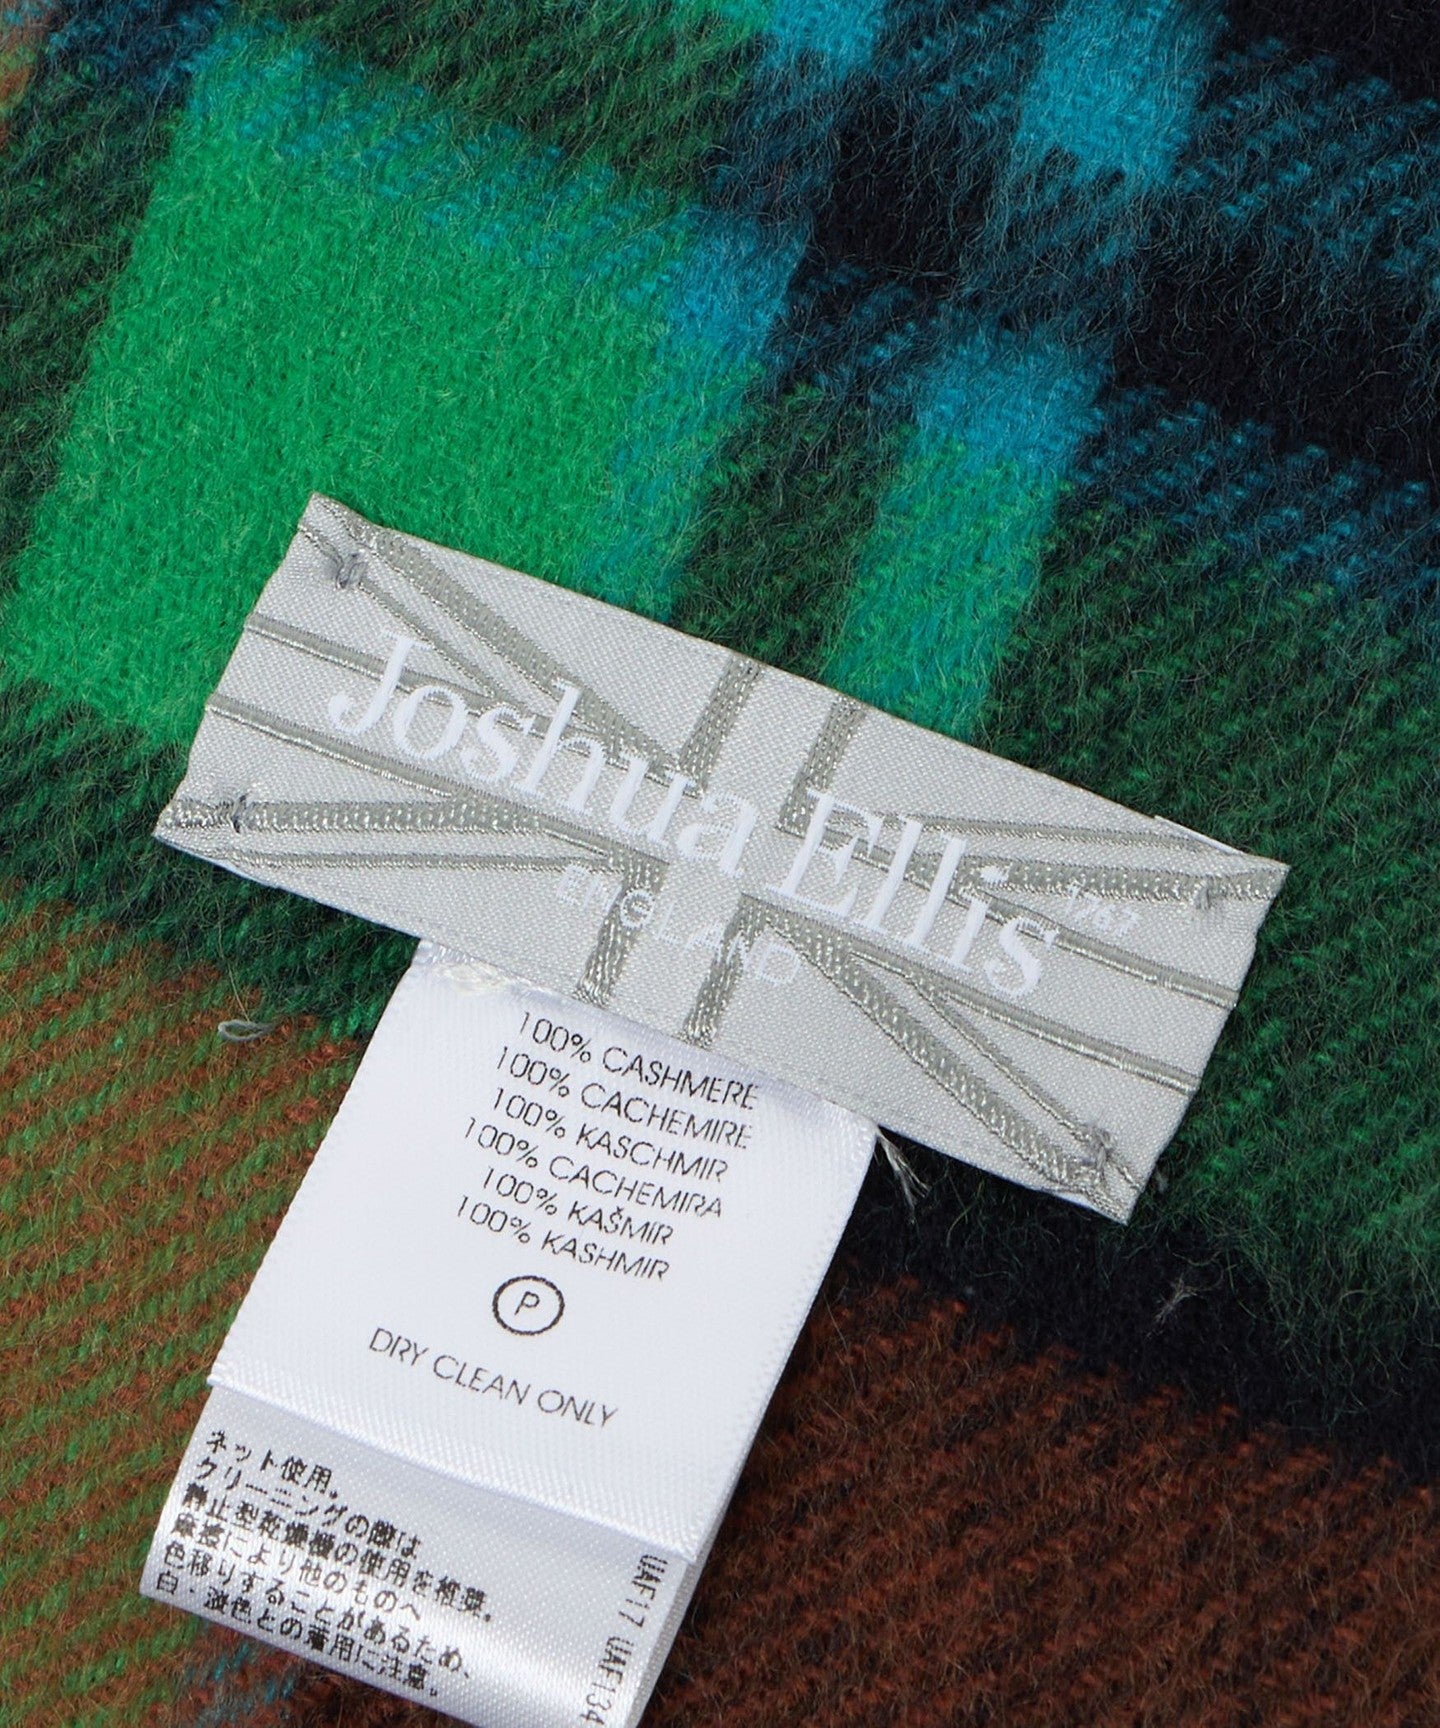 Joshua Ellis
1767
ENGLAND
100% CASHMERE
100% CACHEMIRE
100% KASCHMIR
100% CACHEMIRA
100% KAŠMIR
100% KASHMIR
P
DRY CLEAN ONLY
ネット使用。
クリーニングの際は
静止型乾燥機の使用を推奨。
摩擦により他のものへ
色移りすることがあるため、
白・淡色との着用に注意。
UAF17 UAF134